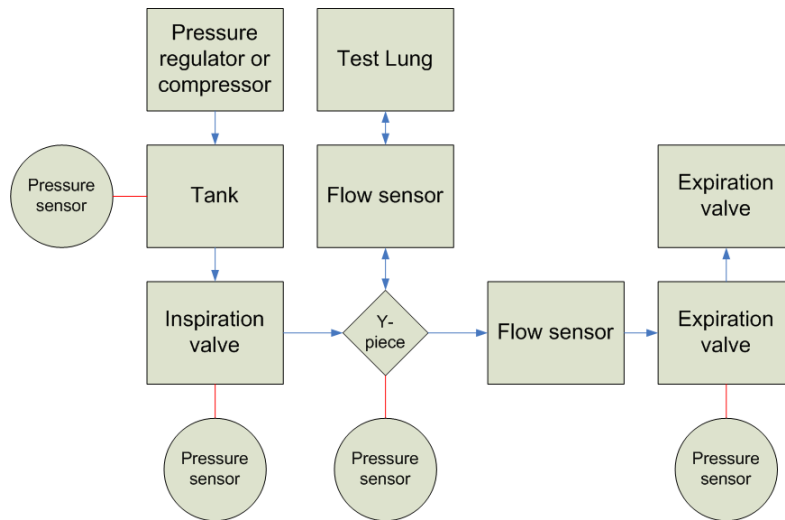 Pressure
regulator or
compressor
Test Lung
Pressure
sensor
Tank
Flow sensor
Expiration
valve
Inspiration
valve
Y-
piece
Flow sensor
Expiration
valve
Pressure
sensor
Pressure
sensor
Pressure
sensor